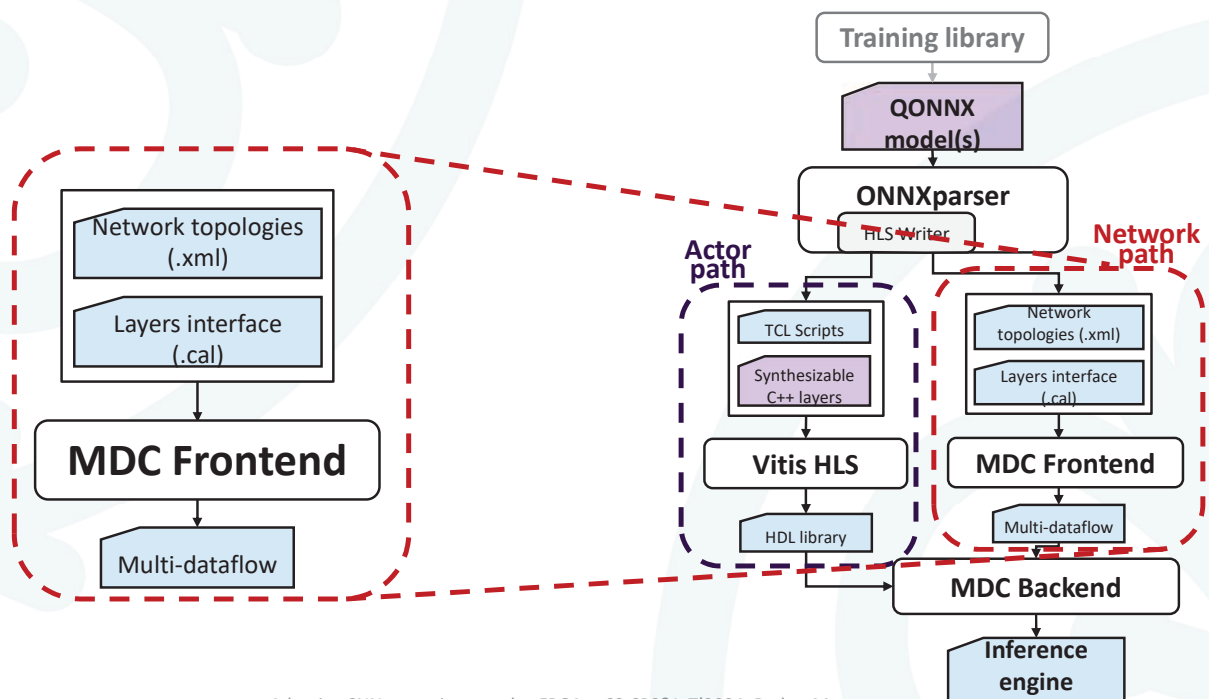 Training library
QONNX
model(s)
ONNXparser
HLS Writer
Actor
path
Network
path
TCL Scripts
Synthesizable
C++ layers
Vitis HLS
HDL library
Network
topologies (.xml)
Layers interface
(.cal)
MDC Frontend
Multi-dataflow
MDC Backend
Inference
engine
Network topologies
(.xml)
Layers interface
(.cal)
MDC Frontend
Multi-dataflow